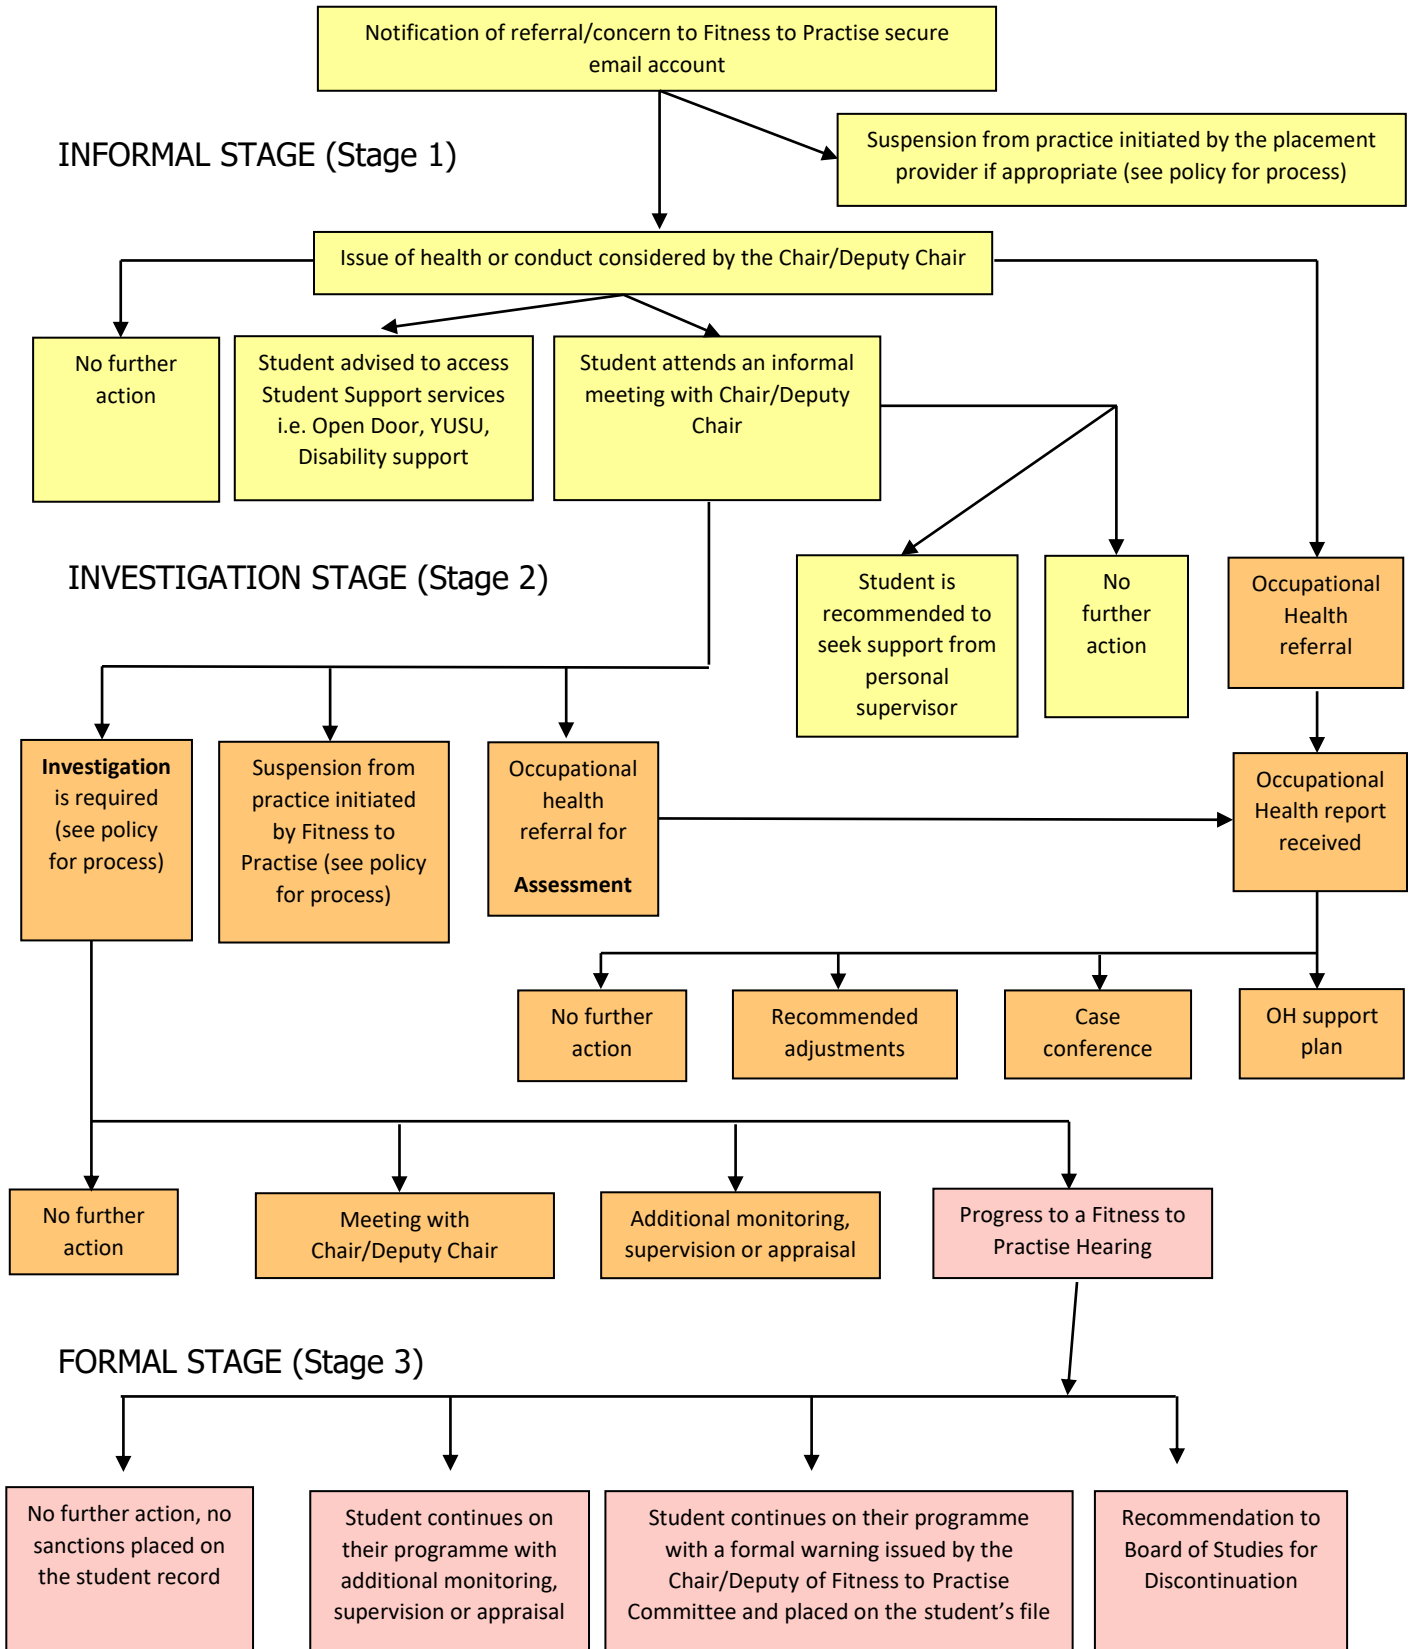 Notification of referral/concern to Fitness to Practise secure
email account
INFORMAL STAGE (Stage 1)
Suspension from practice initiated by the placement
provider if appropriate (see policy for process)
Issue of health or conduct considered by the Chair/Deputy Chair
No further
action
Student advised to access
Student Support services
i.e. Open Door, YUSU,
Disability support
Student attends an informal
meeting with Chair/Deputy
Chair
INVESTIGATION STAGE (Stage 2)
Student is
recommended to
seek support from
personal
supervisor
No
further
action
Occupational
Health
referral
Investigation
is required
(see policy
for process)
Suspension from
practice initiated
by Fitness to
Practise (see policy
for process)
Occupational
health
referral for
Assessment
Occupational
Health report
received
No further
action
Recommended
adjustments
Case
conference
OH support
plan
No further
action
Meeting with
Chair/Deputy Chair
Additional monitoring,
supervision or appraisal
Progress to a Fitness to
Practise Hearing
FORMAL STAGE (Stage 3)
No further action, no
sanctions placed on
the student record
Student continues on
their programme with
additional monitoring,
supervision or appraisal
Student continues on their programme
with a formal warning issued by the
Chair/Deputy of Fitness to Practise
Committee and placed on the student’s file
Recommendation to
Board of Studies for
Discontinuation